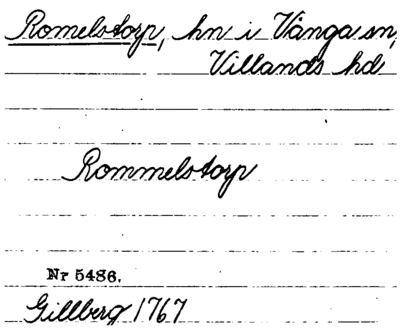 Romelstorp, hn i Vånga sn,
Villands hd
Rommelstorp
Nr 5486.
Gillberg 1767